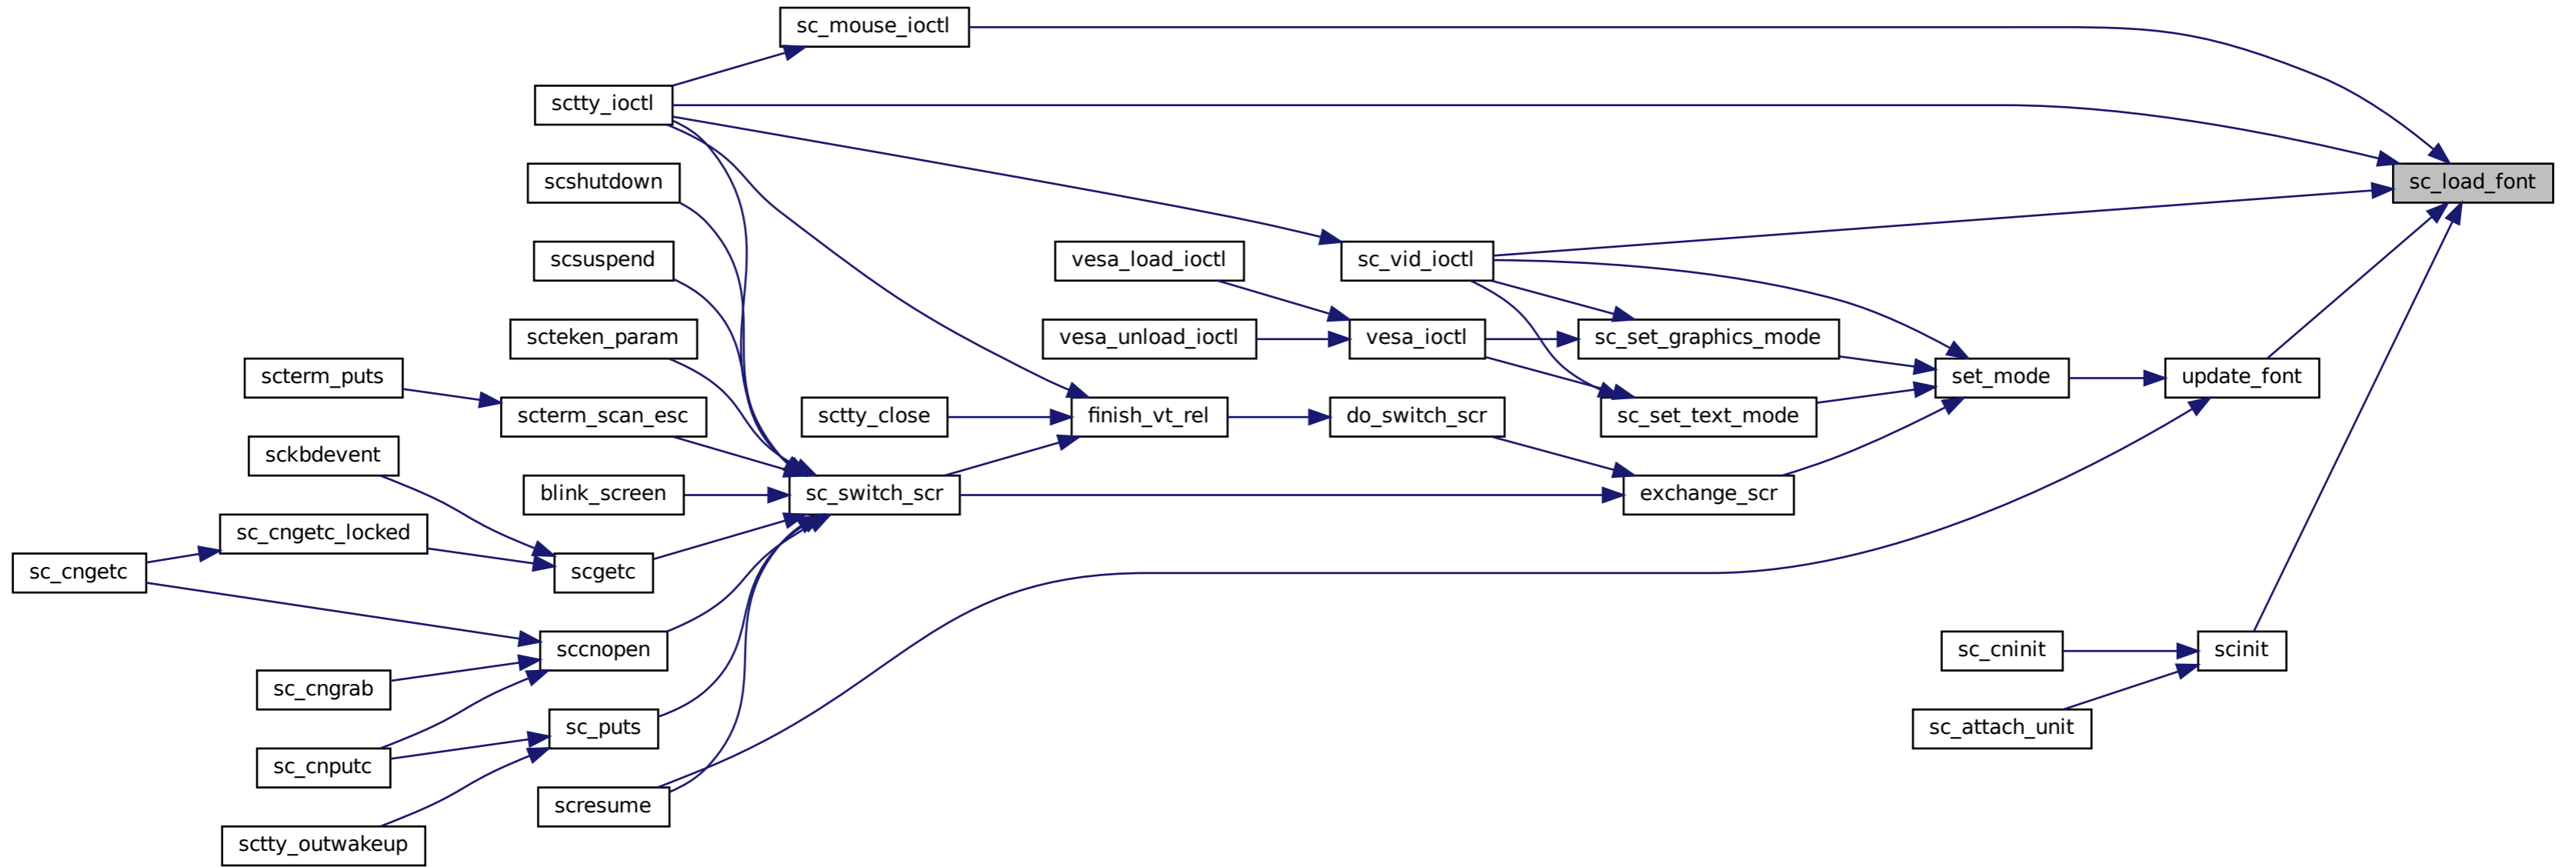 sc_mouse_ioctl
sctty_ioctl
scshutdown
sc_load_font
scsuspend
vesa_load_ioctl
sc_vid_ioctl
scteken_param
vesa_unload_ioctl
vesa_ioctl
sc_set_graphics_mode
scterm_puts
set_mode
update_font
scterm_scan_esc
sctty_close
finish_vt_rel
do_switch_scr
sc_set_text_mode
sckbdevent
blink_screen
sc_switch_scr
exchange_scr
sc_cngetc_locked
sc_cngetc
scgetc
sccnopen
sc_cninit
scinit
sc_cngrab
sc_puts
sc_attach_unit
sc_cnputc
scresume
sctty_outwakeup